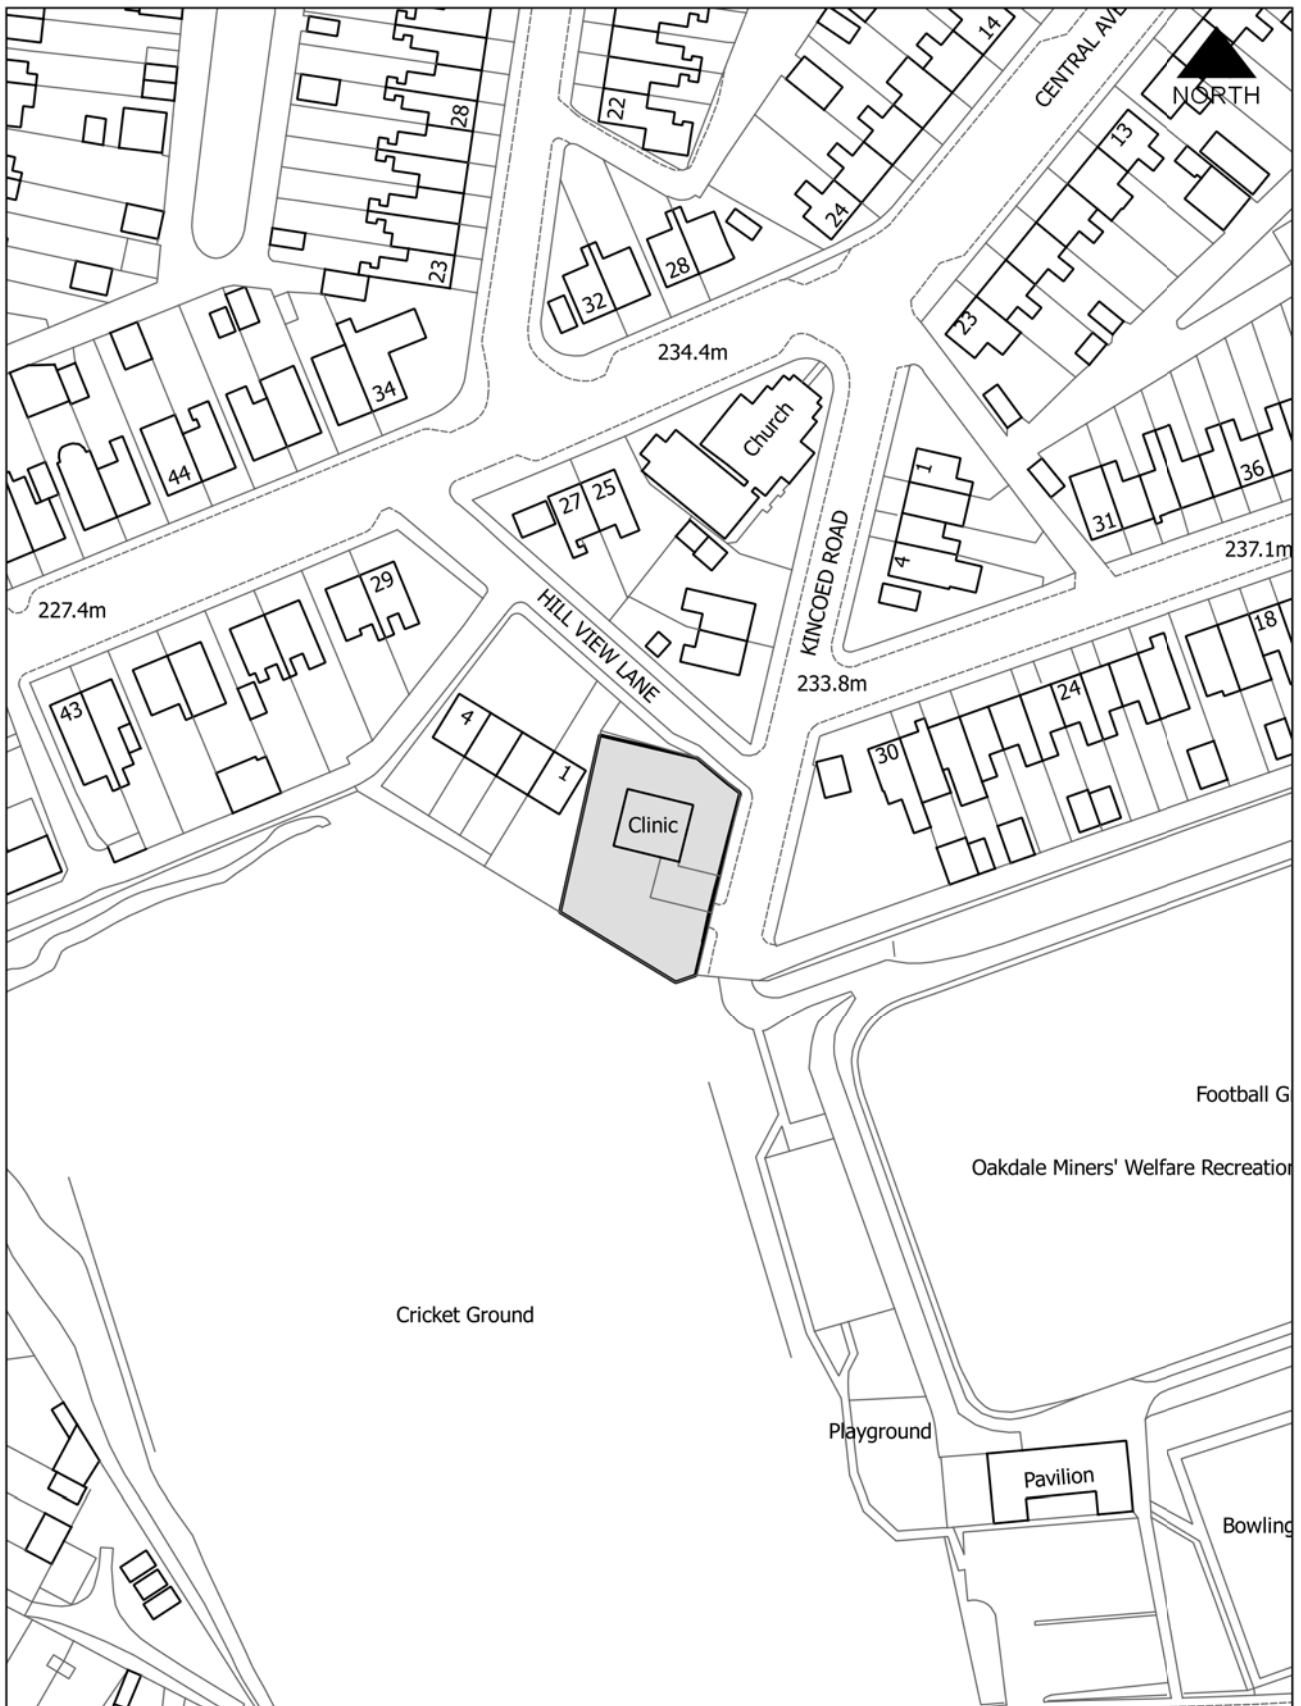 14
CENTRAL AVE
NORTH
28
22
13
24
23
28
32
23
234.4m
34
Church
44
27
25
1
36
31
KINCOED ROAD
237.1m
4
29
227.4m
HILL VIEW LANE
18
233.8m
24
43
4
30
1
Clinic
Football G
Oakdale Miners' Welfare Recreation
Cricket Ground
Playground
Pavilion
Bowling